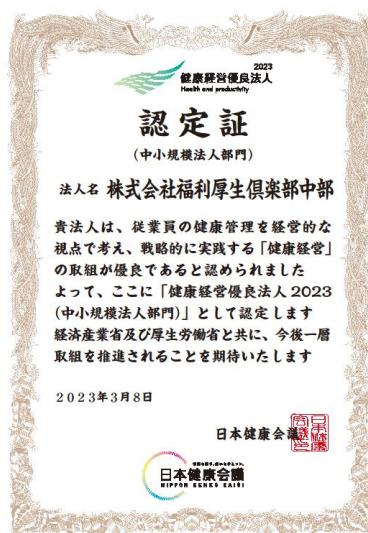 2023
健康経営優良法人
Health and productivity
認定証
(中小規模法人部門)
法人名 株式会社福利厚生倶楽部中部
貴法人は、従業員の健康管理を経営的な
視点で考え、戦略的に実践する「健康経営」
の取組が優良であると認められました
よって、ここに「健康経営優良法人 2023
(中小規模法人部門)」として認定します
経済産業省及び厚生労働省と共に、今後一層
取組を推進されることを期待いたします
2023年3月8日
日本健康会議
日本健康会議
NIPPON KENKO KAIGI